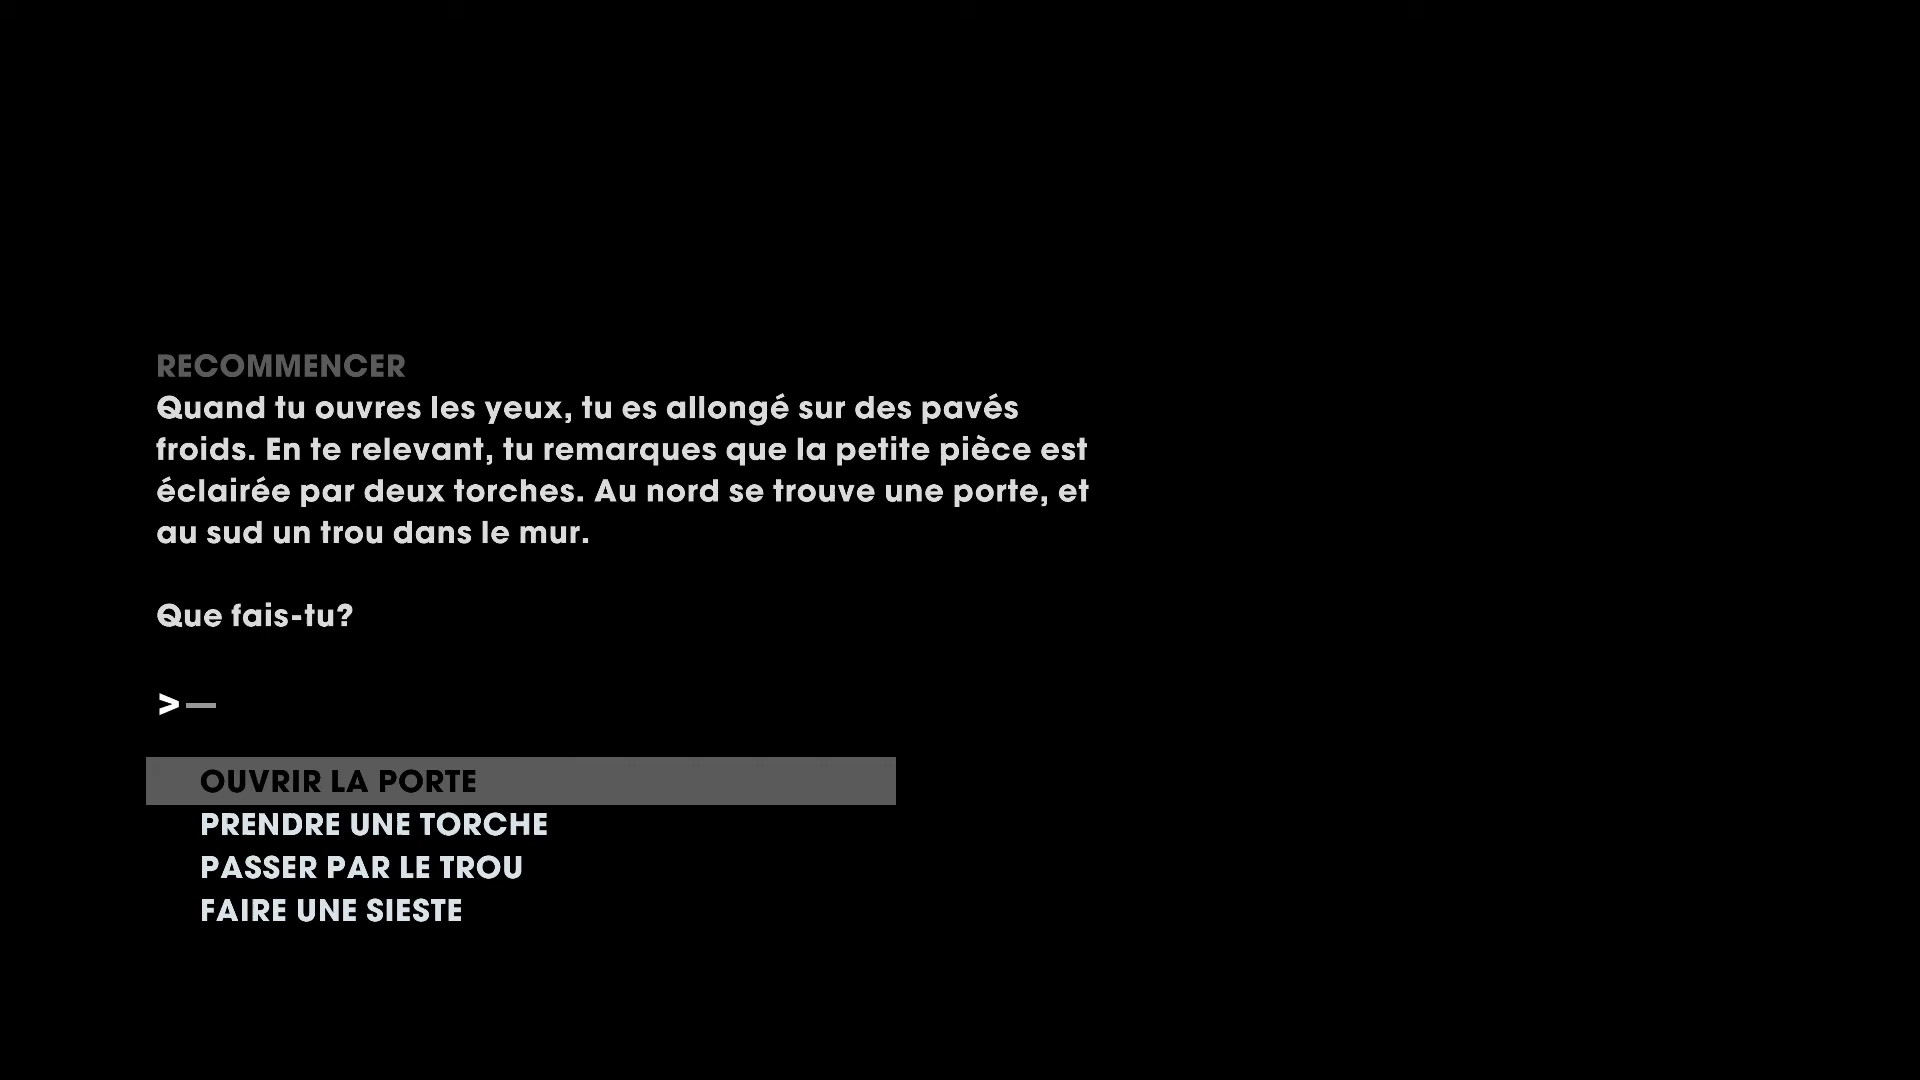 RECOMMENCER
Quand tu ouvres les yeux, tu es allongé sur des pavés
froids. En te relevant, tu remarques que la petite pièce est
éclairée par deux torches. Au nord se trouve une porte, et
au sud un trou dans le mur.
Que fais-tu?
>—
OUVRIR LA PORTE
PRENDRE UNE TORCHE
PASSER PAR LE TROU
FAIRE UNE SIESTE